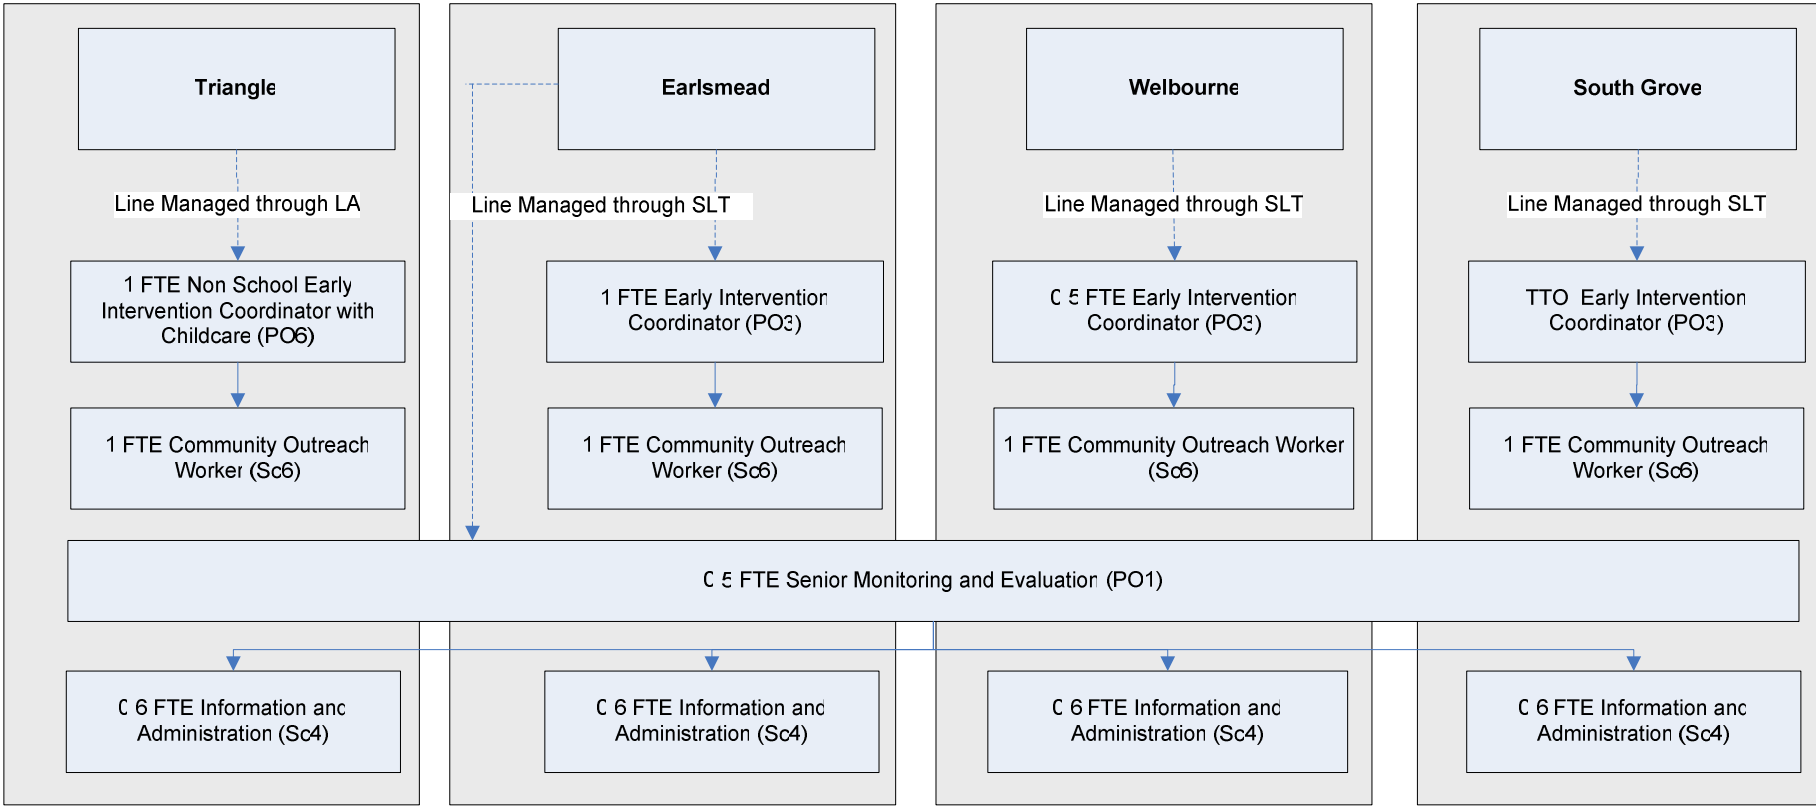 Triangle
Earlsmead
Welbourne
South Grove
Line Managed through LA
Line Managed through SLT
Line Managed through SLT
Line Managed through SLT
1 FTE Non School Early
Intervention Coordinator with
Childcare (PO6)
1 FTE Early Intervention
Coordinator (PO3)
0 5 FTE Early Intervention
Coordinator (PO3)
TTO Early Intervention
Coordinator (PO3)
1 FTE Community Outreach
Worker (Sc6)
1 FTE Community Outreach
Worker (Sc6)
1 FTE Community Outreach Worker
(Sc6)
1 FTE Community Outreach
Worker (Sc6)
0 5 FTE Senior Monitoring and Evaluation (PO1)
0 6 FTE Information and
Administration (Sc4)
0 6 FTE Information and
Administration (Sc4)
0 6 FTE Information and
Administration (Sc4)
0 6 FTE Information and
Administration (Sc4)